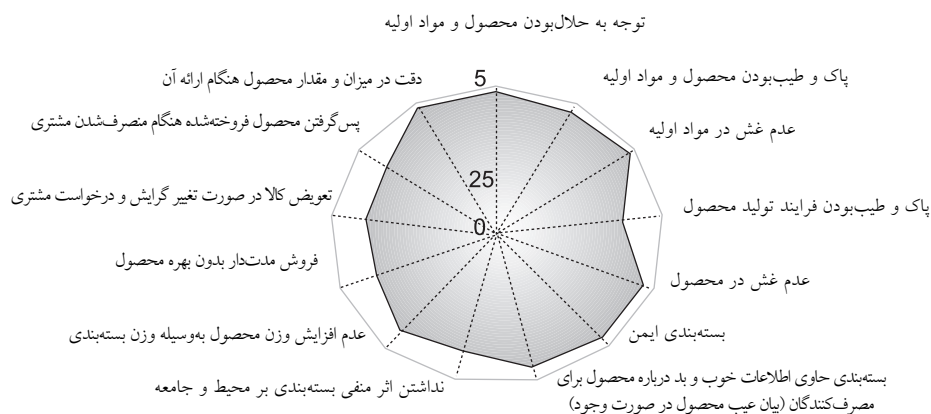 توجه به حلال‌بودن محصول و مواد اولیه
پاک و طیب‌بودن محصول و مواد اولیه
عدم غش در مواد اولیه
پاک و طیب‌بودن فرایند تولید محصول
عدم غش در محصول
بسته‌بندی ایمن
بسته‌بندی حاوی اطلاعات خوب و بد درباره محصول برای
مصرف‌کنندگان (بیان عیب محصول در صورت وجود)
نداشتن اثر منفی بسته‌بندی بر محیط و جامعه
عدم افزایش وزن محصول به‌وسیله وزن بسته‌بندی
فروش مدت‌دار بدون بهره محصول
تعویض کالا در صورت تغییر گرایش و درخواست مشتری
پس‌گرفتن محصول فروخته‌شده هنگام منصرف‌شدن مشتری
دقت در میزان و مقدار محصول هنگام ارائه آن
5
25
0